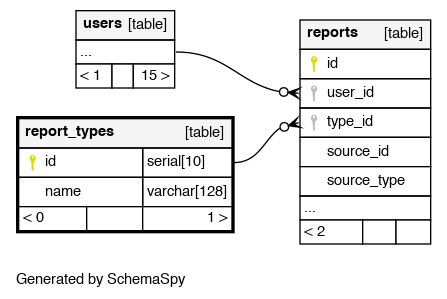 users [table]
...
< 1 15 >
reports [table]
id
user_id
type_id
source_id
source_type
...
< 2
report_types [table]
id serial[10]
name varchar[128]
< 0 1 >
Generated by SchemaSpy